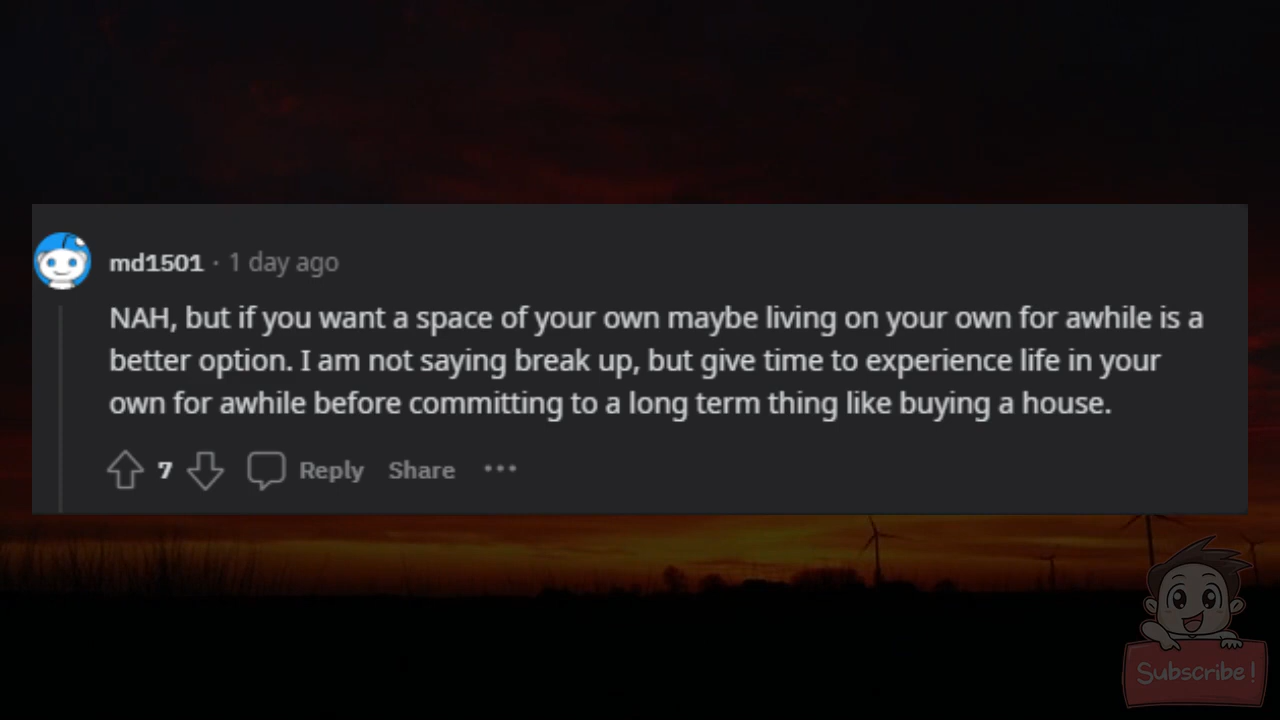 md1501 · 1 day ago
NAH, but if you want a space of your own maybe living on your own for awhile is a
better option. I am not saying break up, but give time to experience life in your
own for awhile before committing to a long term thing like buying a house.
7 Reply Share ···
Subscribe!